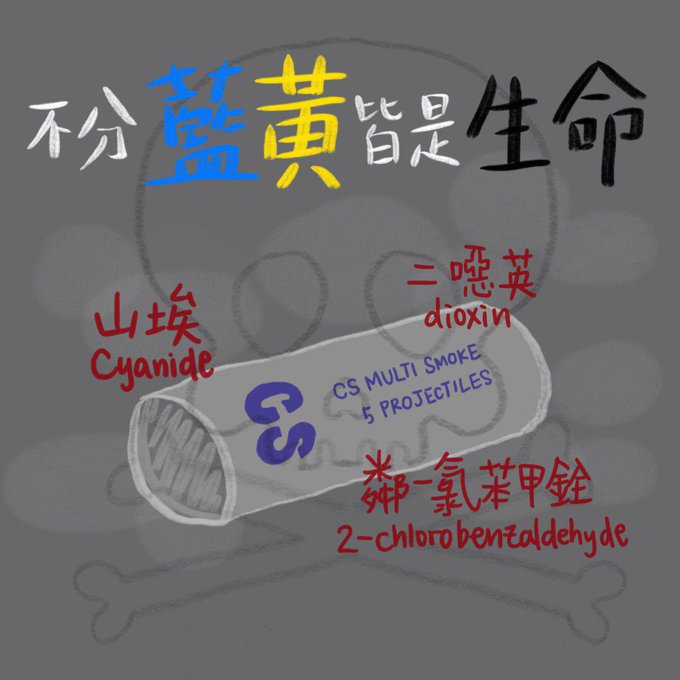 不分藍黃皆是生命
二噁英
dioxin
山埃
Cyanide
CS
CS MULTI SMOKE
5 PROJECTILES
鄰-氯苯甲銓
2-chlorobenzaldehyde